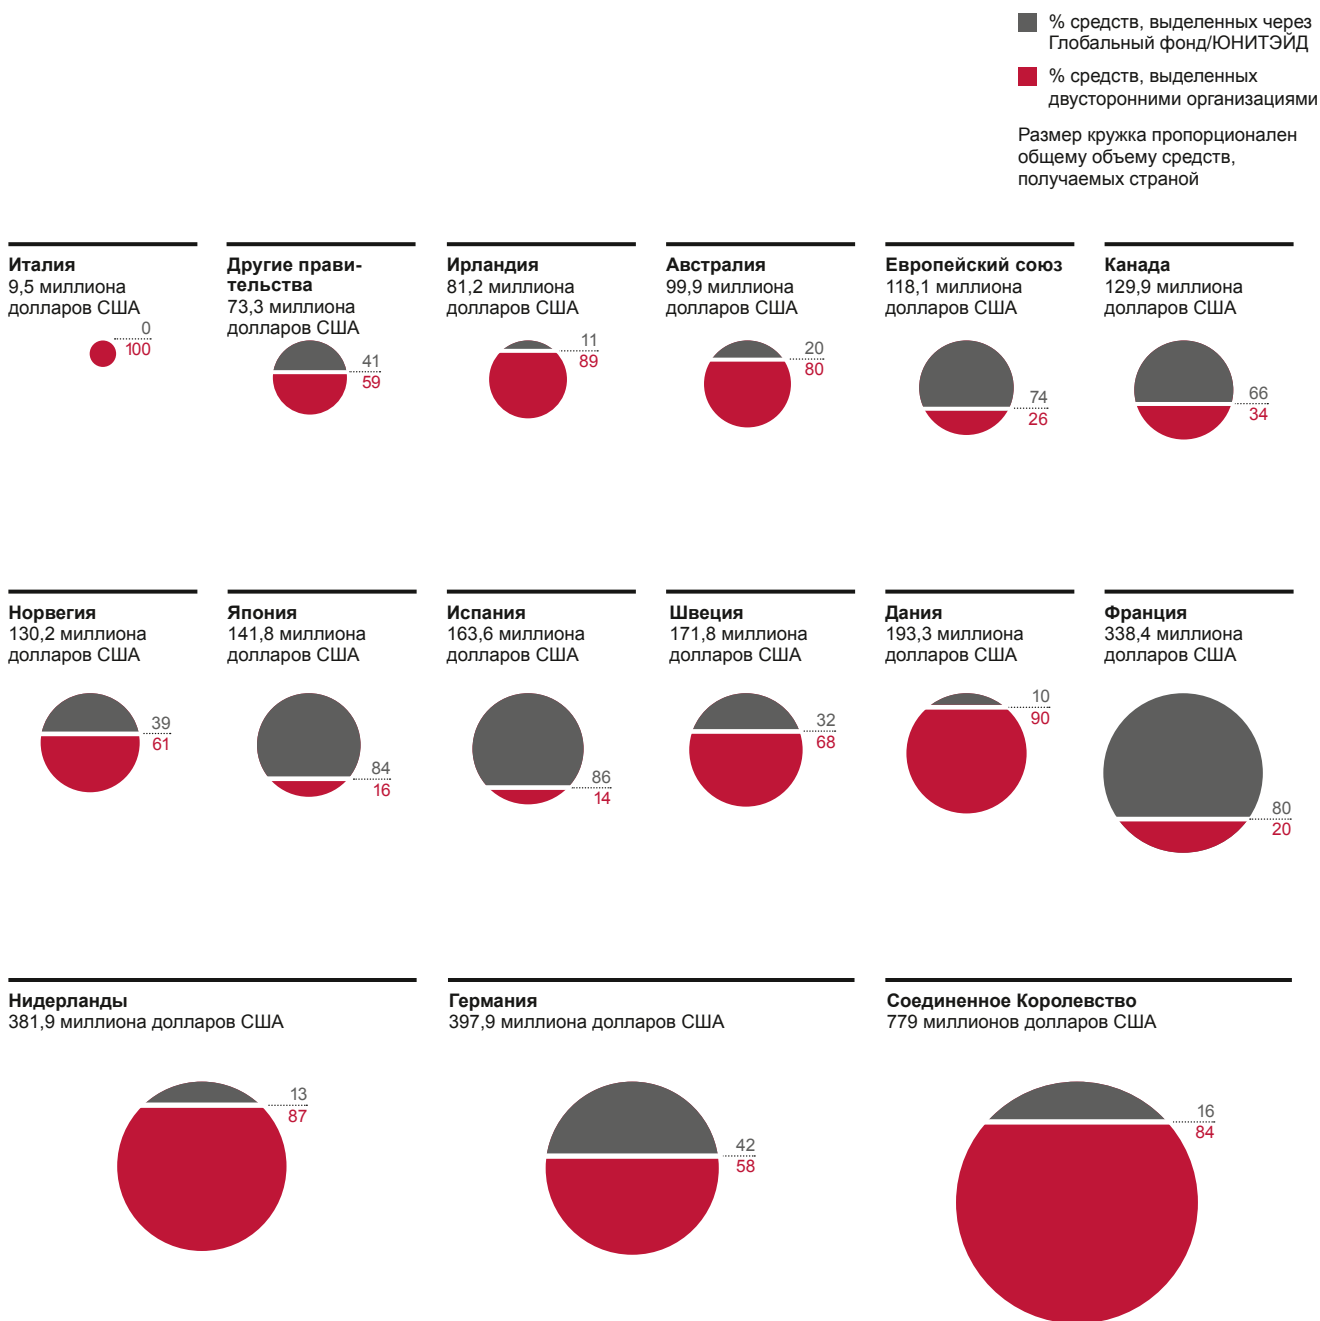 % средств, выделенных через
Глобальный фонд/ЮНИТЭЙД
% средств, выделенных
двусторонними организациями
Размер кружка пропорционален
общему объему средств,
получаемых страной
Италия
9,5 миллиона
долларов США
0
100
Другие прави-
тельства
73,3 миллиона
долларов США
41
59
Ирландия
81,2 миллиона
долларов США
11
89
Австралия
99,9 миллиона
долларов США
20
80
Европейский союз
118,1 миллиона
долларов США
74
26
Канада
129,9 миллиона
долларов США
66
34
Норвегия
130,2 миллиона
долларов США
39
61
Япония
141,8 миллиона
долларов США
84
16
Испания
163,6 миллиона
долларов США
86
14
Швеция
171,8 миллиона
долларов США
32
68
Дания
193,3 миллиона
долларов США
10
90
Франция
338,4 миллиона
долларов США
80
20
Нидерланды
381,9 миллиона долларов США
13
87
Германия
397,9 миллиона долларов США
42
58
Соединенное Королевство
779 миллионов долларов США
16
84